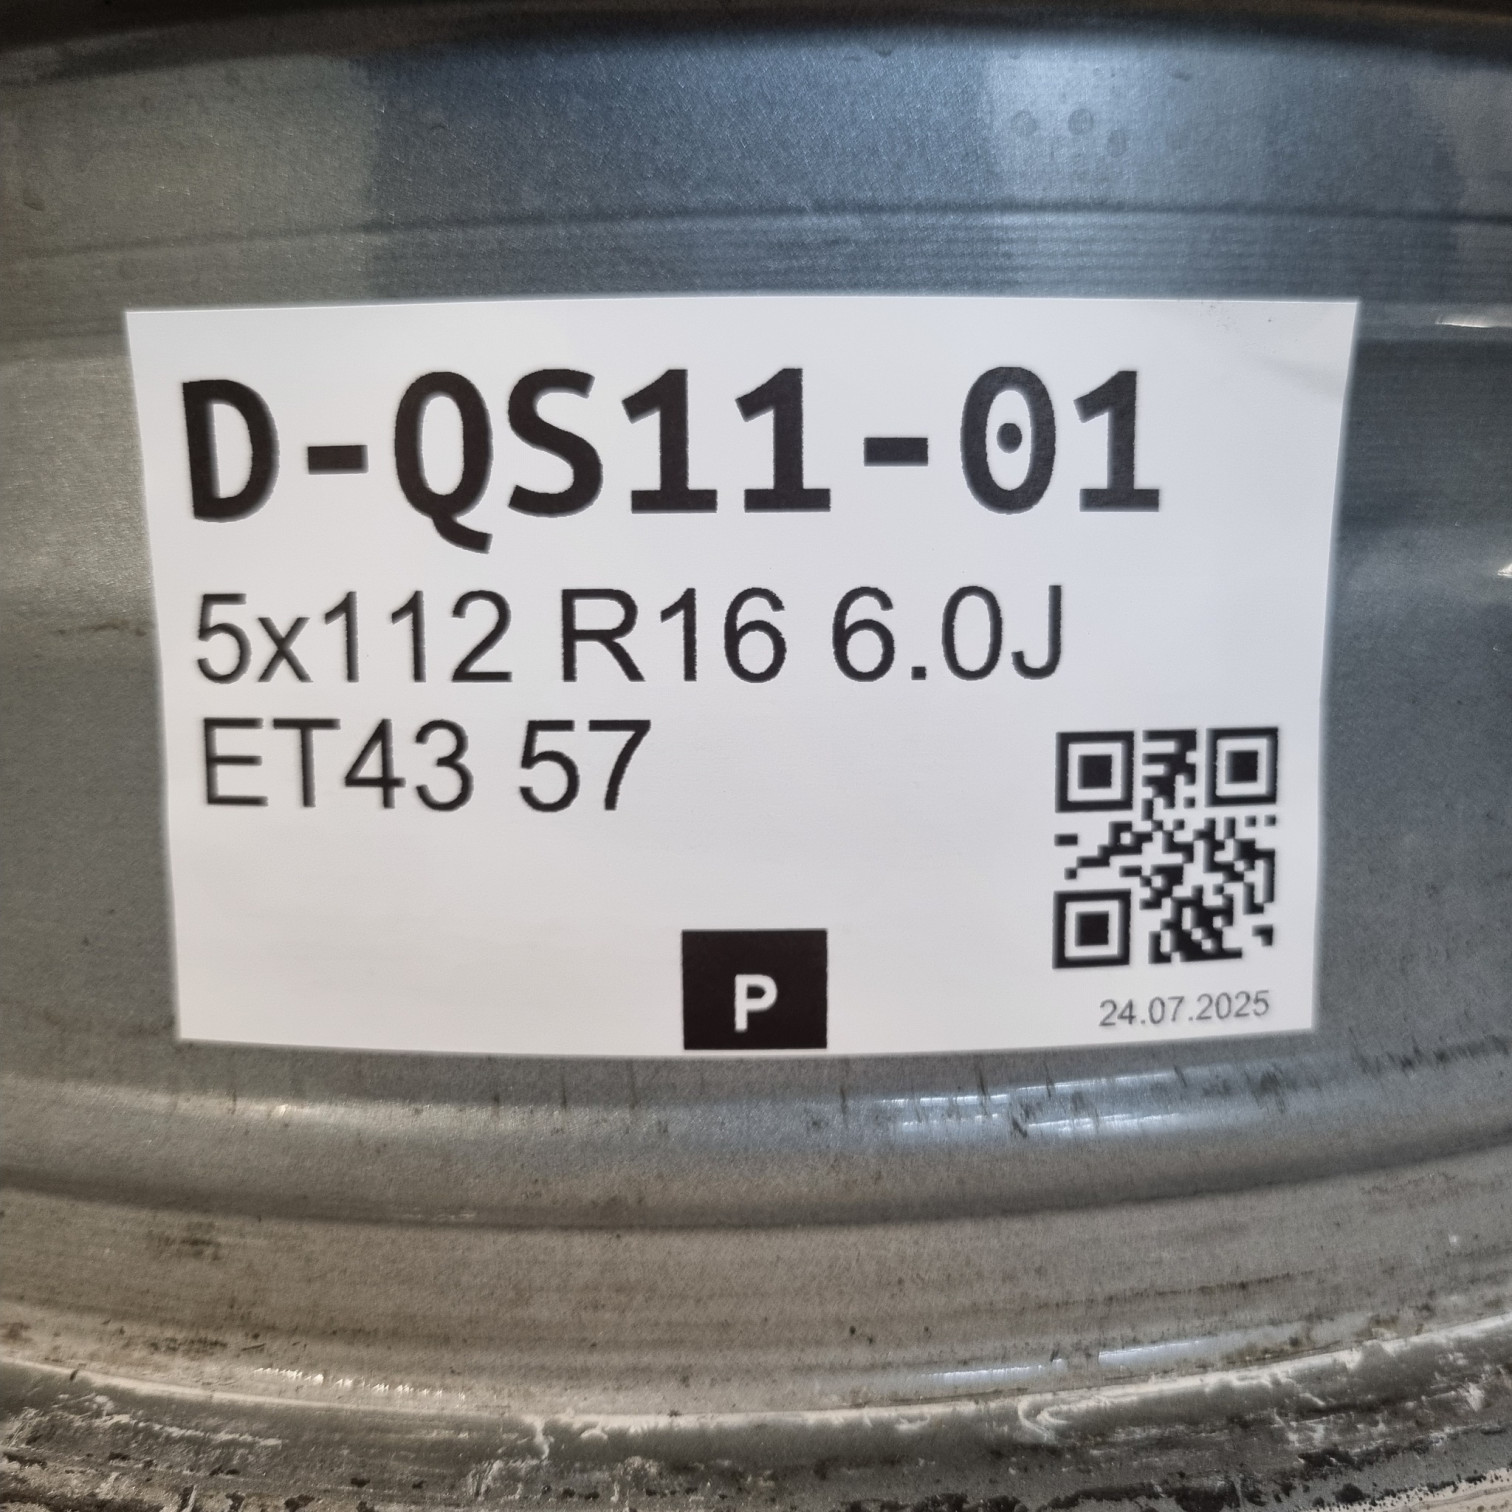 D-QS11-01
5x112 R16 6.0J
ET43 57
P
24.07.2025